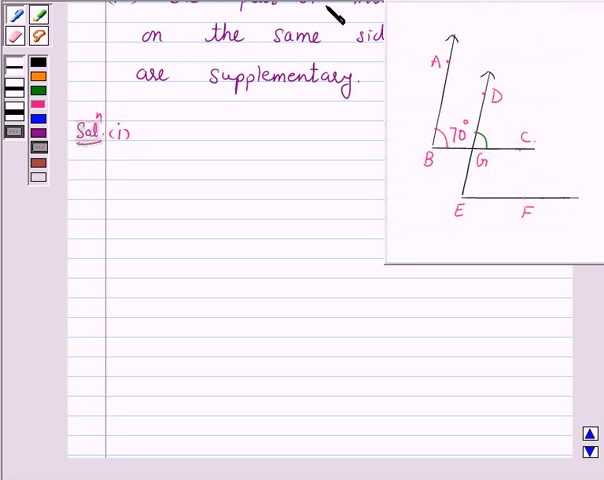 on the same sid
are supplementary.
Solⁿ. (i)
A
D
70°
B
G
C.
E
F